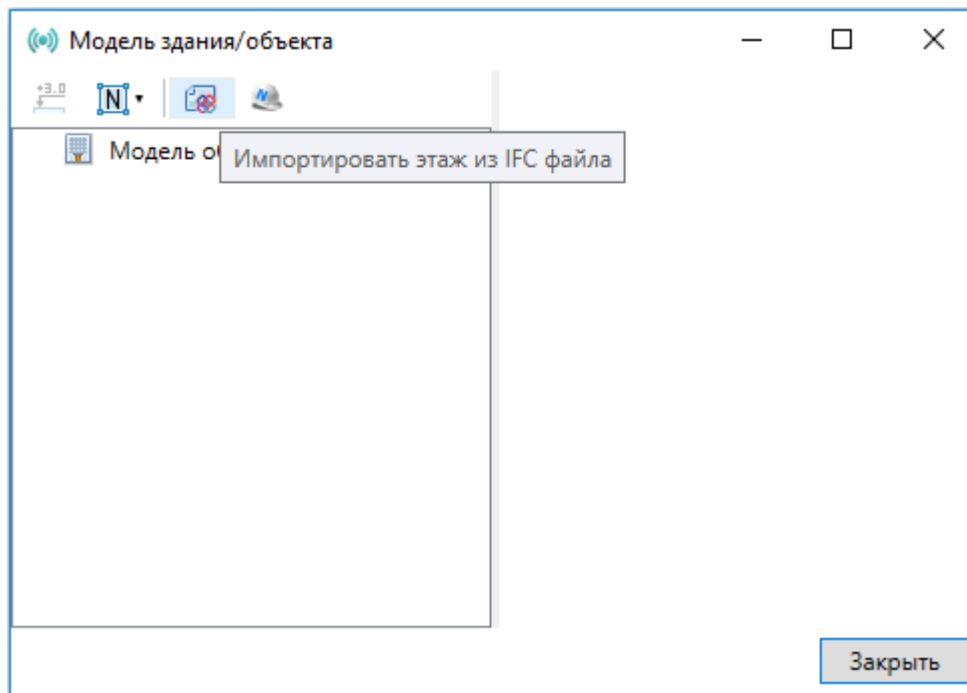 Модель здания/объекта
+3.0
N
Модель
Импортировать этаж из IFC файла
Закрыть